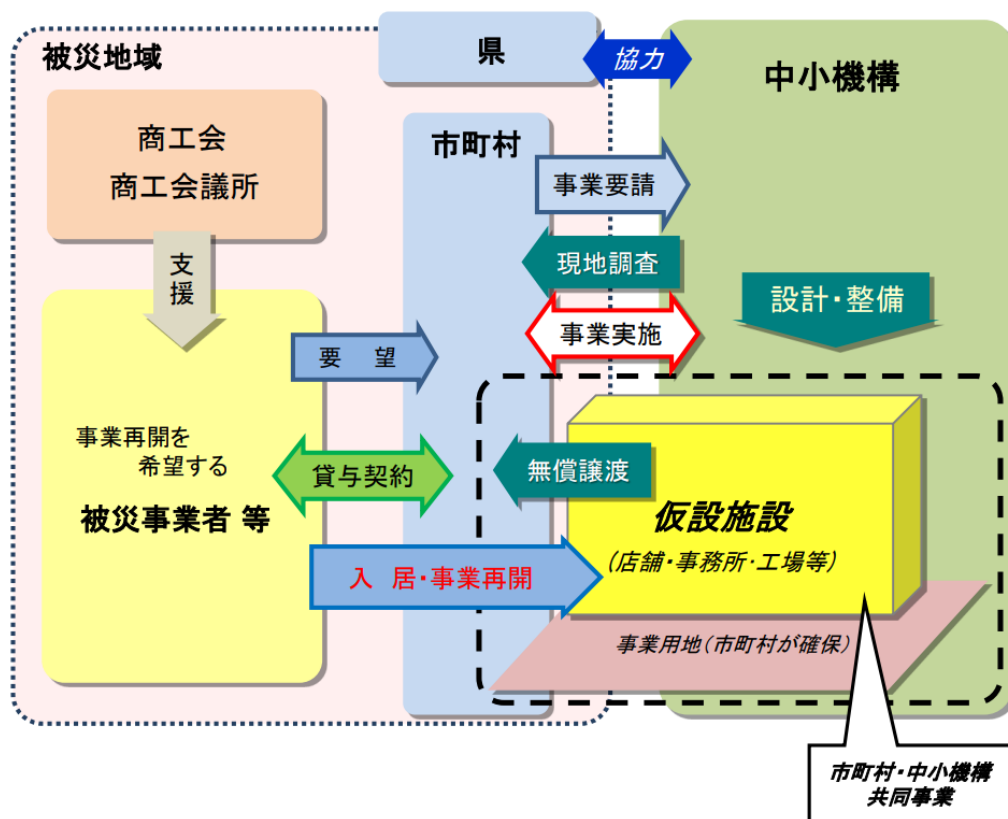 被災地域
県
協力
中小機構
商工会
商工会議所
市町村
事業要請
支援
現地調査
設計・整備
事業実施
要 望
事業再開を
希望する
被災事業者 等
貸与契約
無償譲渡
仮設施設
(店舗・事務所・工場等)
入 居・事業再開
事業用地(市町村が確保)
市町村・中小機構
共同事業